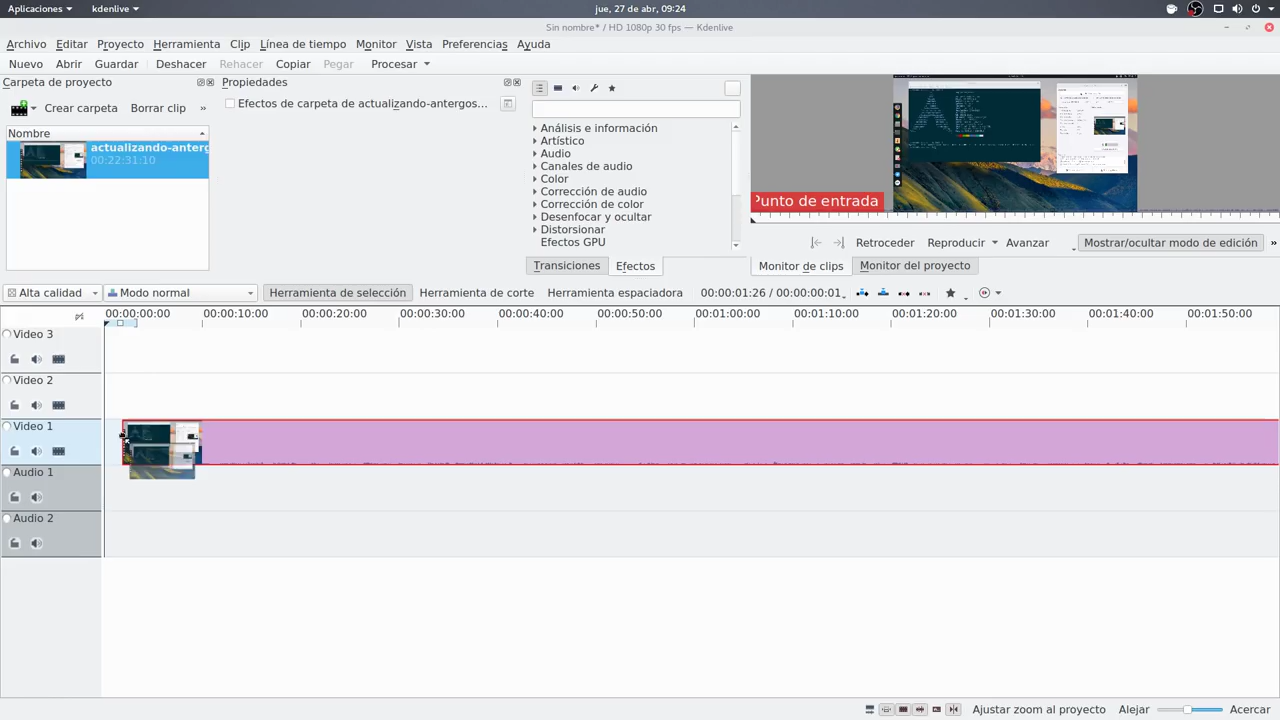 Aplicaciones kdenlive jue, 27 de abr, 09:24
Sin nombre* / HD 1080p 30 fps — Kdenlive
Archivo Editar Proyecto Herramienta Clip Línea de tiempo Monitor Vista Preferencias Ayuda
Nuevo Abrir Guardar Deshacer Rehacer Copiar Pegar Procesar
Carpeta de proyecto Propiedades
Crear carpeta Borrar clip »
Efectos de carpeta de actualizando-antergos...
Nombre
actualizando-anterg
00:22:31:10
Análisis e información
Artístico
Audio
Canales de audio
Color
Corrección de audio
Corrección de color
Desenfocar y ocultar
Distorsionar
Efectos GPU
Punto de entrada
Retroceder Reproducir Avanzar Mostrar/ocultar modo de edición »
Transiciones Efectos Monitor de clips Monitor del proyecto
Alta calidad Modo normal Herramienta de selección Herramienta de corte Herramienta espaciadora 00:00:01:26 / 00:00:00:01
00:00:00:00 00:00:10:00 00:00:20:00 00:00:30:00 00:00:40:00 00:00:50:00 00:01:00:00 00:01:10:00 00:01:20:00 00:01:30:00 00:01:40:00 00:01:50:00
Video 3
Video 2
Video 1
Audio 1
Audio 2
Ajustar zoom al proyecto Alejar Acercar